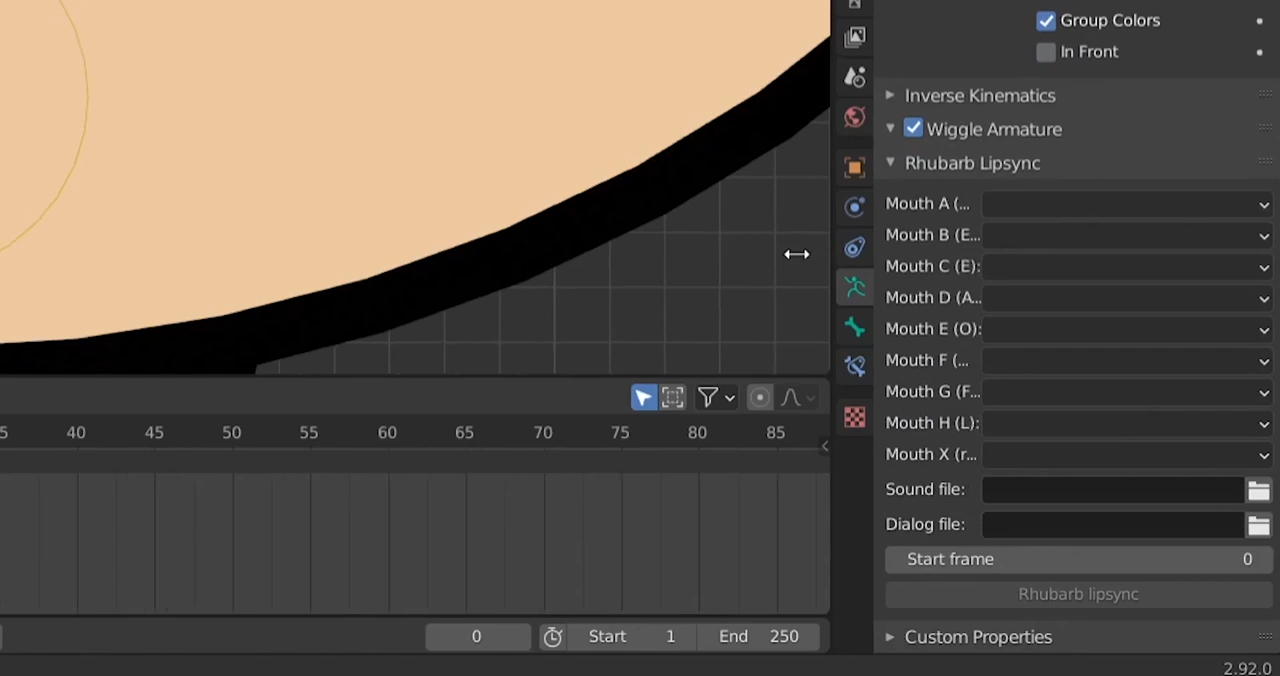 Group Colors
In Front
Inverse Kinematics
Wiggle Armature
Rhubarb Lipsync
Mouth A (...
Mouth B (E...
Mouth C (E):
Mouth D (A...
Mouth E (O):
Mouth F (...
Mouth G (F...
Mouth H (L):
Mouth X (r...
Sound file:
Dialog file:
Start frame 0
Rhubarb lipsync
Custom Properties
5 40 45 50 55 60 65 70 75 80 85
0 Start 1 End 250
2.92.0